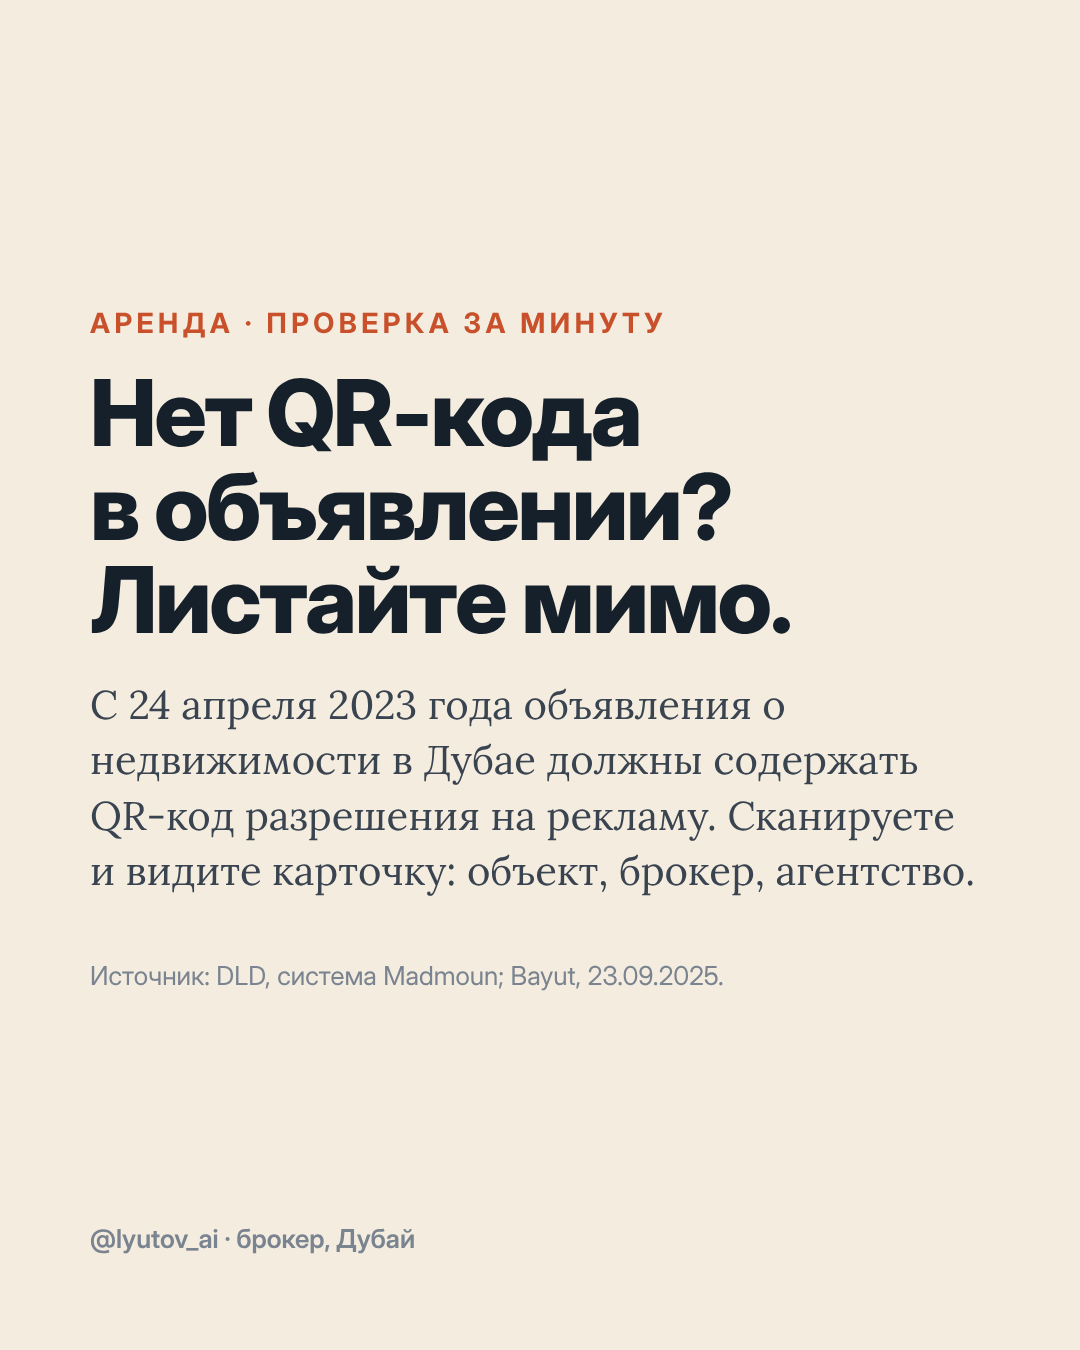 АРЕНДА · ПРОВЕРКА ЗА МИНУТУ
Нет QR-кода
в объявлении?
Листайте мимо.
С 24 апреля 2023 года объявления о
недвижимости в Дубае должны содержать
QR-код разрешения на рекламу. Сканируете
и видите карточку: объект, брокер, агентство.
Источник: DLD, система Madmoun; Bayut, 23.09.2025.
@lyutov_ai · брокер, Дубай